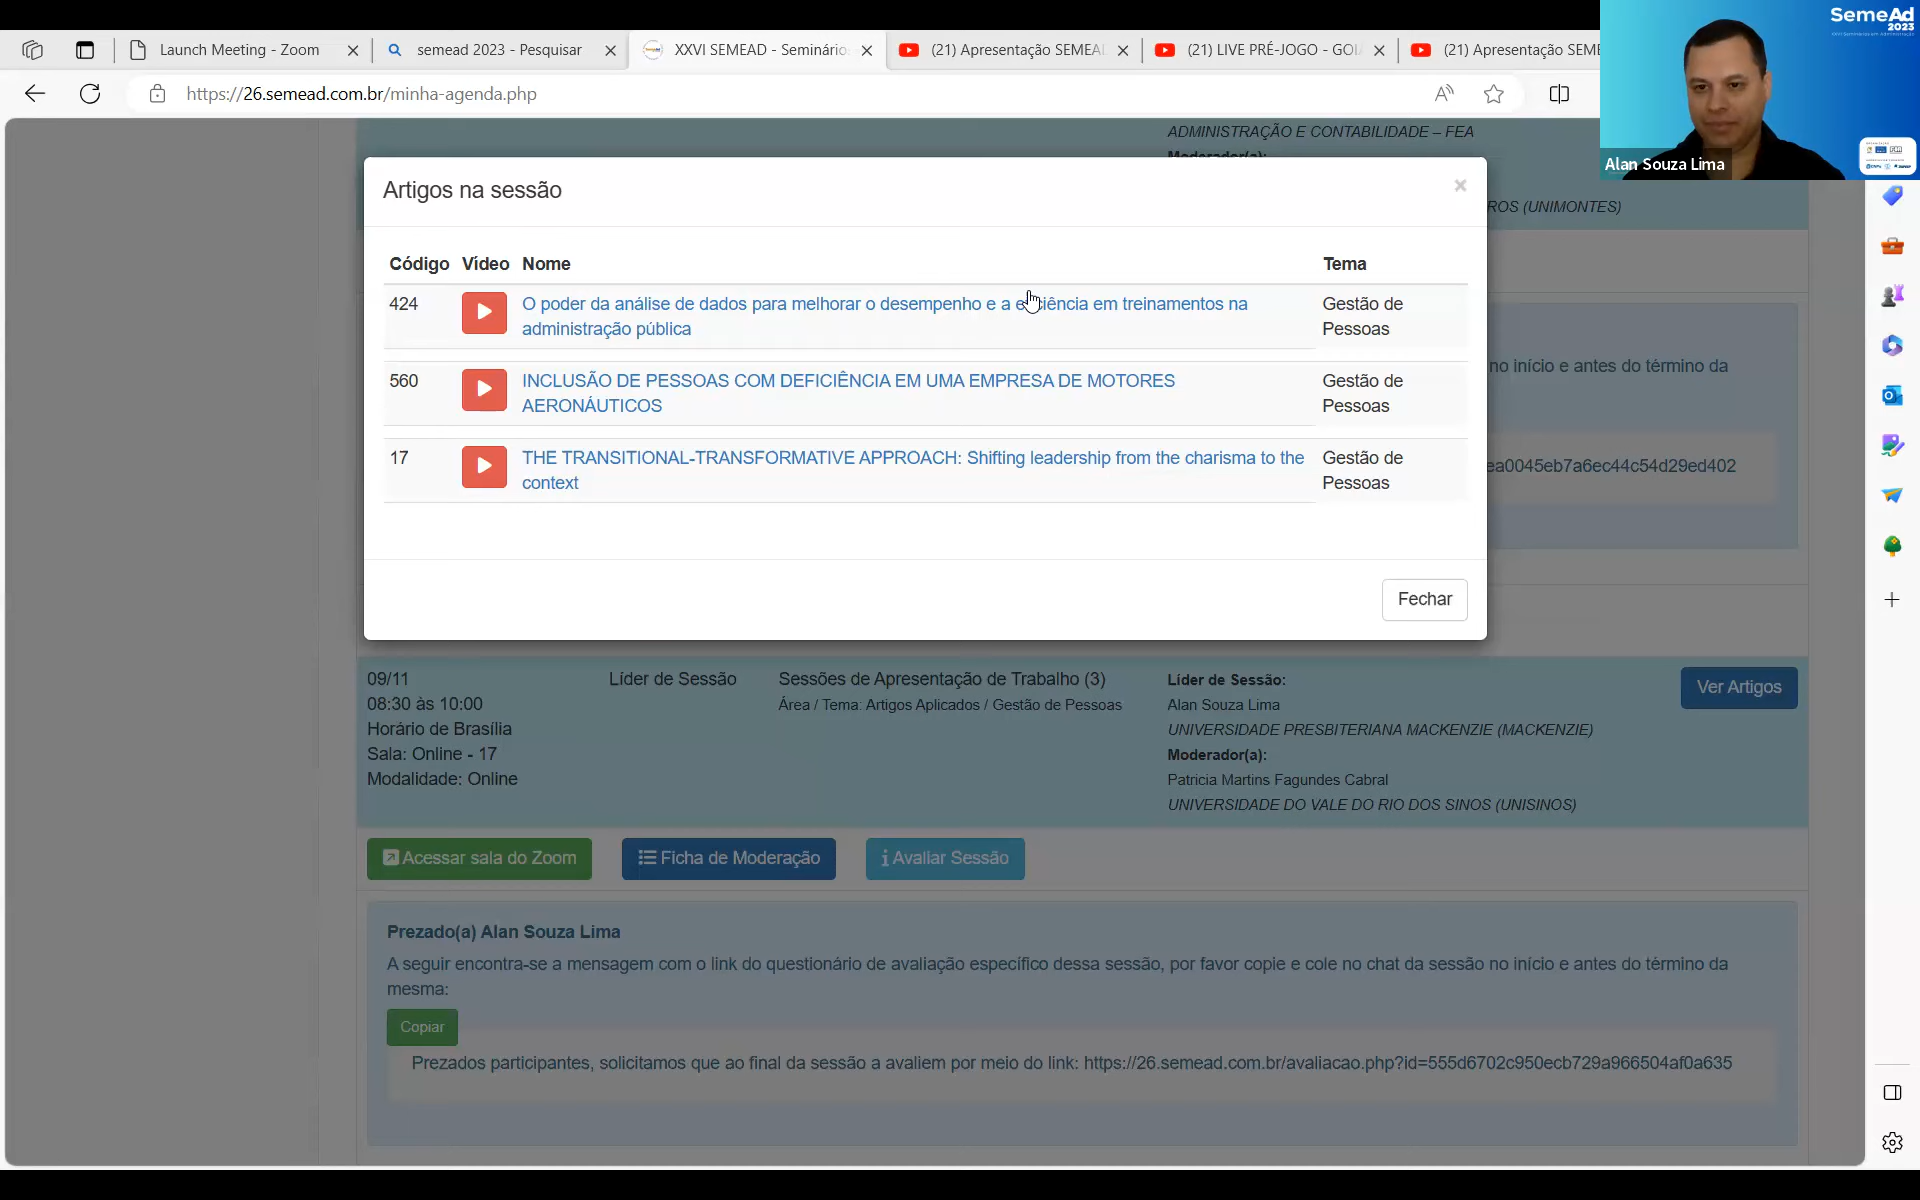 SemeAd
2023
Launch Meeting - Zoom
semead 2023 - Pesquisar
XXVI SEMEAD - Seminário
(21) Apresentação SEMEA
(21) LIVE PRÉ-JOGO - GOI
(21) Apresentação SEME
https://26.semead.com.br/minha-agenda.php
Alan Souza Lima
ADMINISTRAÇÃO E CONTABILIDADE – FEA
Moderador(a):
ROS (UNIMONTES)
Artigos na sessão
Código Vídeo Nome Tema
424 O poder da análise de dados para melhorar o desempenho e a eficiência em treinamentos na Gestão de
administração pública Pessoas
560 INCLUSÃO DE PESSOAS COM DEFICIÊNCIA EM UMA EMPRESA DE MOTORES Gestão de
AERONÁUTICOS Pessoas
17 THE TRANSITIONAL-TRANSFORMATIVE APPROACH: Shifting leadership from the charisma to the Gestão de
context Pessoas
no início e antes do término da
ea0045eb7a6ec44c54d29ed402
Fechar
09/11
08:30 às 10:00
Horário de Brasília
Sala: Online - 17
Modalidade: Online
Líder de Sessão
Sessões de Apresentação de Trabalho (3)
Área / Tema: Artigos Aplicados / Gestão de Pessoas
Líder de Sessão:
Alan Souza Lima
UNIVERSIDADE PRESBITERIANA MACKENZIE (MACKENZIE)
Moderador(a):
Patricia Martins Fagundes Cabral
UNIVERSIDADE DO VALE DO RIO DOS SINOS (UNISINOS)
Ver Artigos
Acessar sala do Zoom
Ficha de Moderação
Avaliar Sessão
Prezado(a) Alan Souza Lima
A seguir encontra-se a mensagem com o link do questionário de avaliação específico dessa sessão, por favor copie e cole no chat da sessão no início e antes do término da
mesma:
Copiar
Prezados participantes, solicitamos que ao final da sessão a avaliem por meio do link: https://26.semead.com.br/avaliacao.php?id=555d6702c950ecb729a966504af0a635